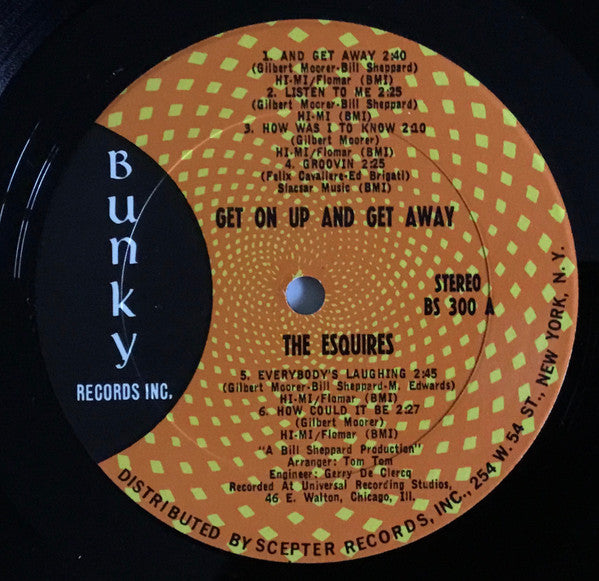 1. AND GET AWAY 2:40
(Gilbert Moorer-Bill Sheppard)
HI-MI/Flomar (BMI)
2. LISTEN TO ME 2:25
(Gilbert Moorer-Bill Sheppard)
HI-MI (BMI)
3. HOW WAS I TO KNOW 2:10
(Gilbert Moorer)
HI-MI/Flomar (BMI)
4. GROOVIN 2:25
(Felix Cavaliere-Ed Brigati)
Slacsar Music (BMI)
GET ON UP AND GET AWAY
Bunky
RECORDS INC.
STEREO
BS 300 A
THE ESQUIRES
5. EVERYBODY'S LAUGHING 2:45
(Gilbert Moorer-Bill Sheppard-M. Edwards)
HI-MI/Flomar (BMI)
6. HOW COULD IT BE 2:27
(Gilbert Moorer)
HI-MI/Flomar (BMI)
"A Bill Sheppard Production"
Arranger: Tom Tom
Engineer: Gerry De Clercq
Recorded At Universal Recording Studios,
46 E. Walton, Chicago, Ill.
DISTRIBUTED BY SCEPTER RECORDS, INC., 254 W. 54 ST., NEW YORK, N. Y.